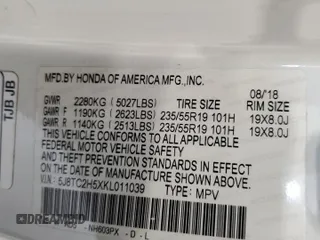 TJB JB
MFD.BY HONDA OF AMERICA MFG.,INC. 08/18
GVWR 2280KG (5027LBS) TIRE SIZE RIM SIZE
GAWR F 1190KG (2623LBS) 235/55R19 101H 19X8.0J
GAWR R 1140KG (2513LBS) 235/55R19 101H 19X8.0J
THIS VEHICLE CONFORMS TO ALL APPLICABLE
FEDERAL MOTOR VEHICLE SAFETY
AND THEFT PREVENTION STANDARDS IN EFFECT
ON THE DATE OF MANUFACTURE SHOWN ABOVE.
5J8TC2H5XKL011039 TYPE: MPV
NH603PX - D - L